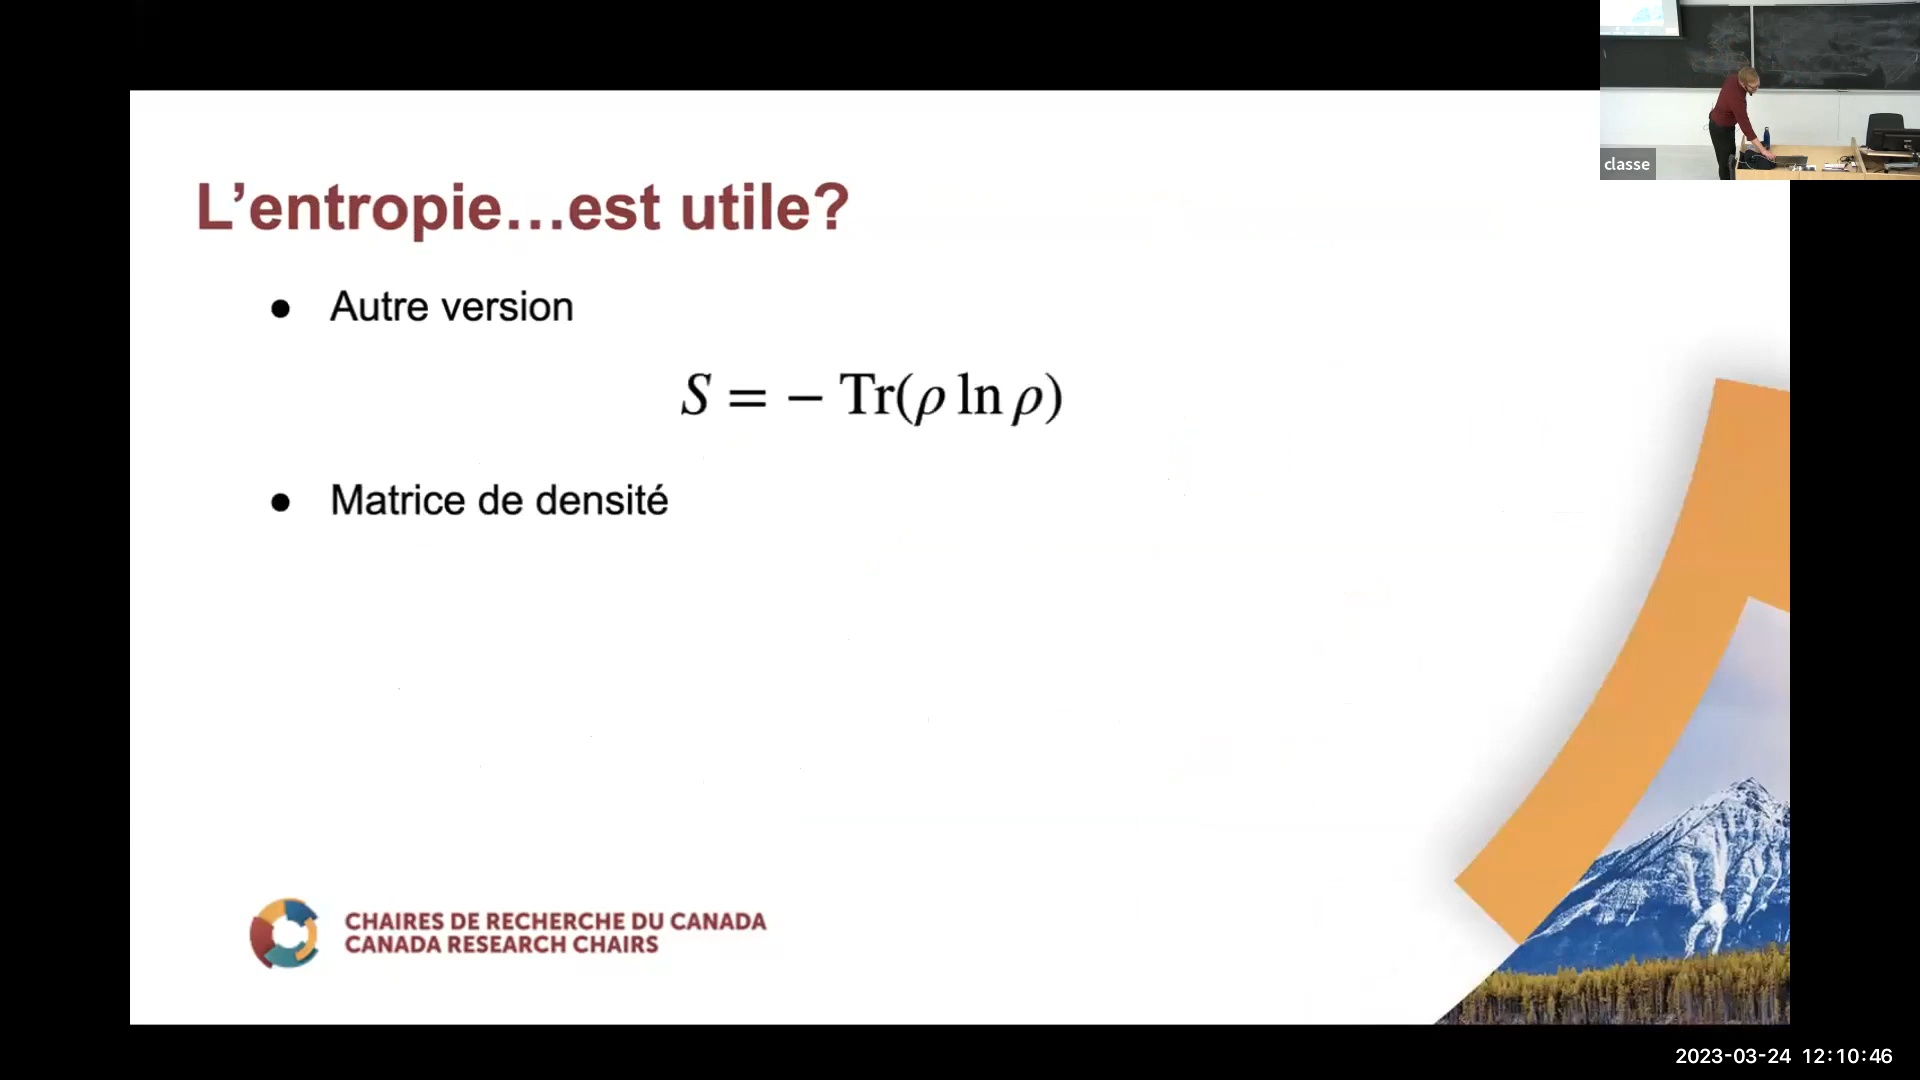 classe
L’entropie…est utile?
● Autre version
S = − Tr(ρ ln ρ)
● Matrice de densité
CHAIRES DE RECHERCHE DU CANADA
CANADA RESEARCH CHAIRS
2023-03-24 12:10:46